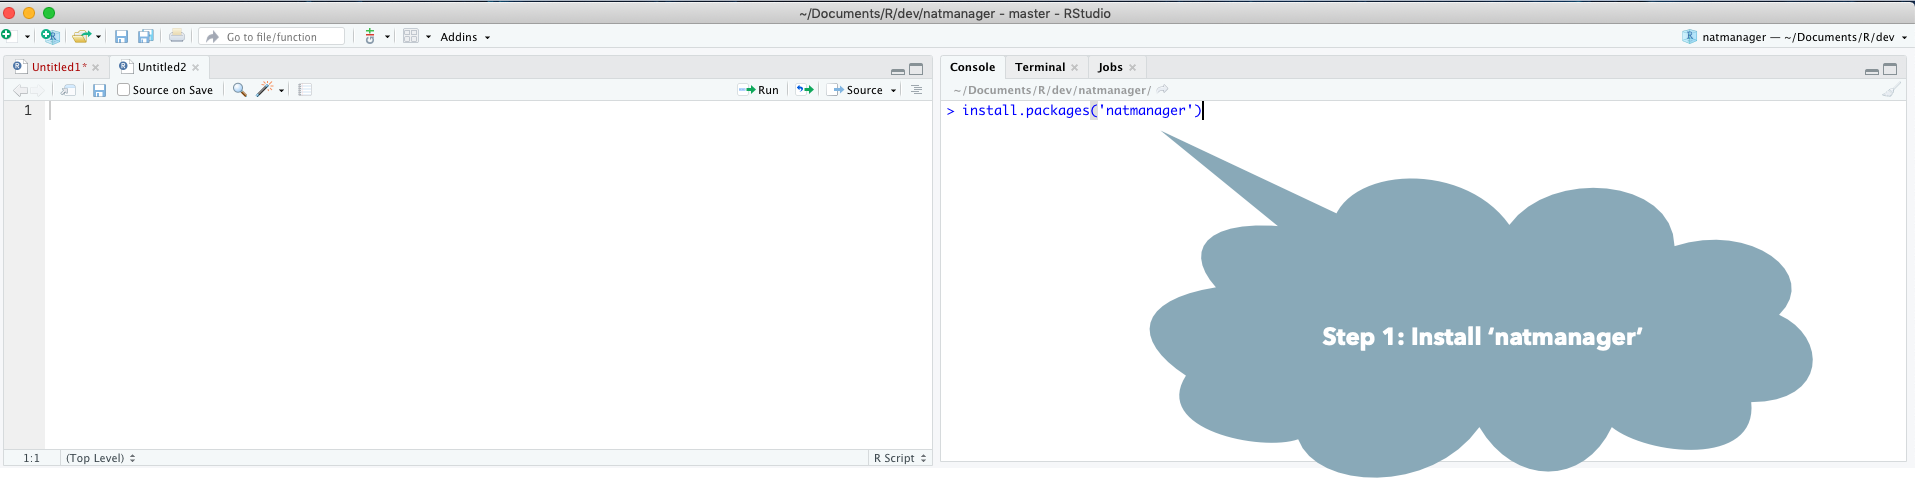 ~/Documents/R/dev/natmanager - master - RStudio
Go to file/function
Addins
natmanager — ~/Documents/R/dev
Untitled1*
Untitled2
Source on Save
Run
Source
1
1:1
(Top Level)
R Script
Console
Terminal
Jobs
~/Documents/R/dev/natmanager/
> install.packages('natmanager')
Step 1: Install ‘natmanager’